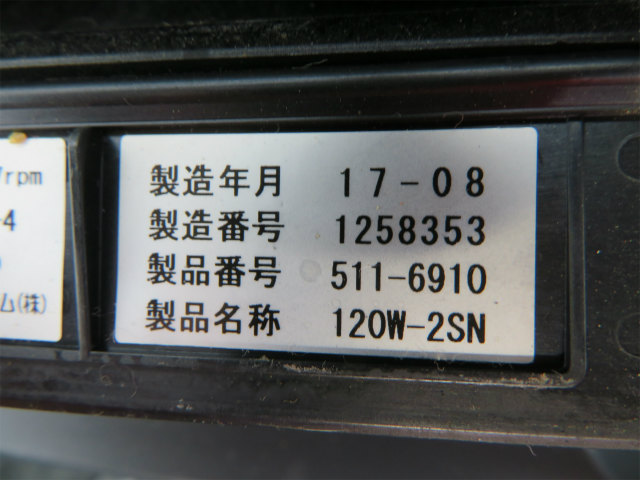 /rpm
4
ム(株)
製造年月 17-08
製造番号 1258353
製品番号 511-6910
製品名称 120W-2SN